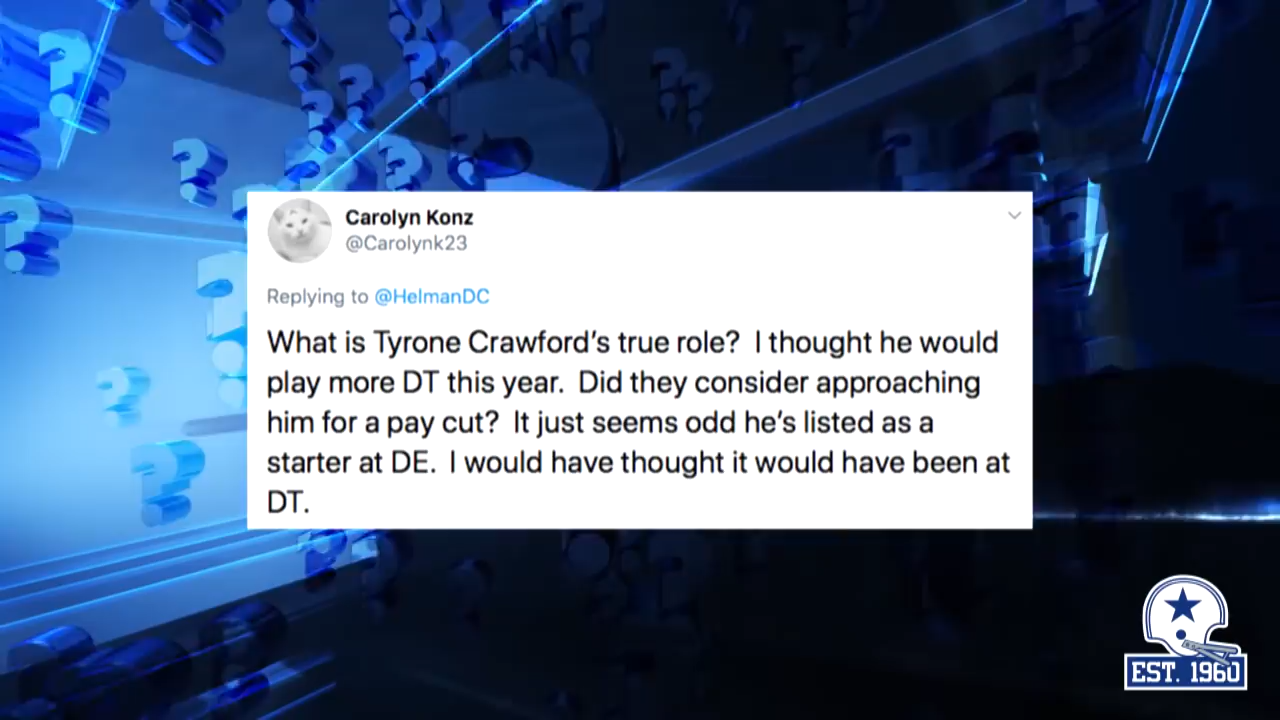 Carolyn Konz
@Carolynk23
Replying to @HelmanDC
What is Tyrone Crawford's true role?  I thought he would
play more DT this year.  Did they consider approaching
him for a pay cut?  It just seems odd he's listed as a
starter at DE.  I would have thought it would have been at
DT.
EST. 1960